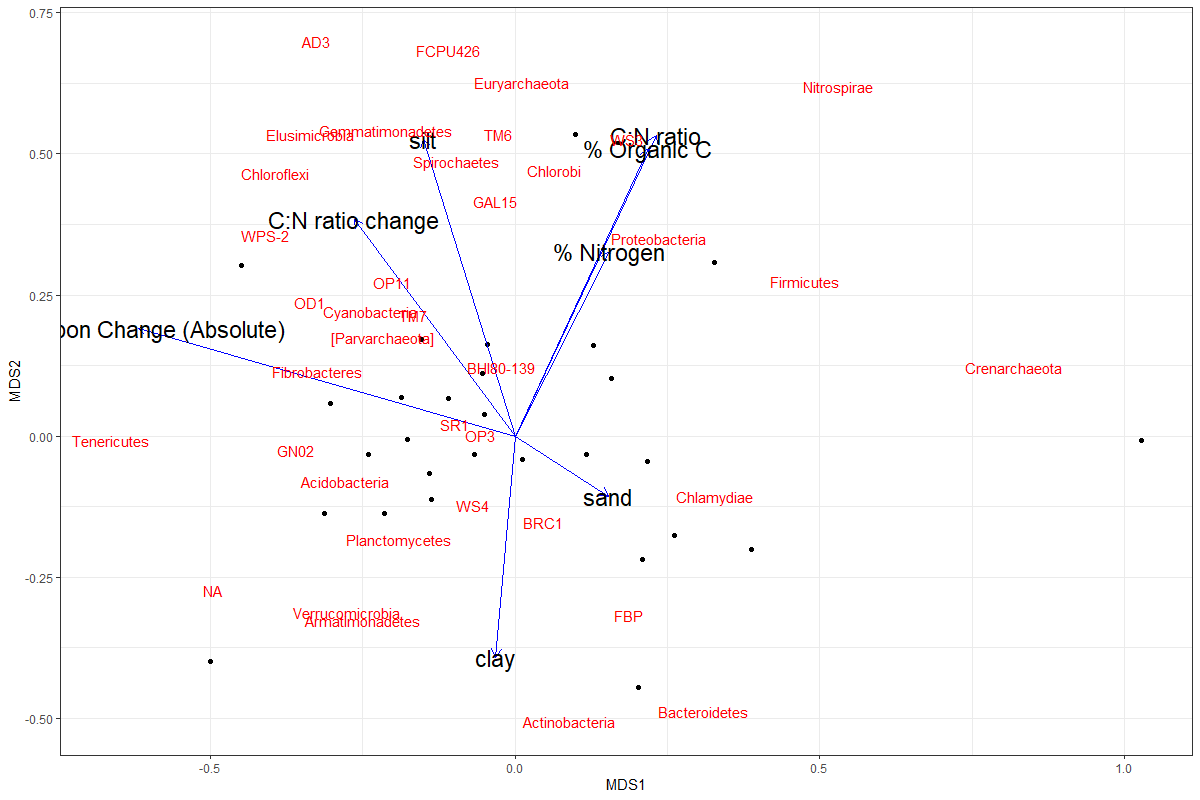 0.75
AD3
FCPU426
Euryarchaeota
Nitrospirae
Elusimicrobia
Gemmatimonadetes
TM6
silt
WS3
C:N ratio
0.50
% Organic C
Spirochaetes
Chlorobi
Chloroflexi
GAL15
C:N ratio change
WPS-2
Proteobacteria
% Nitrogen
OP11
Firmicutes
0.25
OD1
Cyanobacteria
TM7
bon Change (Absolute)
[Parvarchaeota]
BHI80-139
Fibrobacteres
Crenarchaeota
MDS2
SR1
0.00
OP3
Tenericutes
GN02
Acidobacteria
sand
Chlamydiae
WS4
BRC1
Planctomycetes
-0.25
NA
Verrucomicrobia
Armatimonadetes
FBP
clay
Bacteroidetes
-0.50
Actinobacteria
-0.5
0.0
0.5
1.0
MDS1